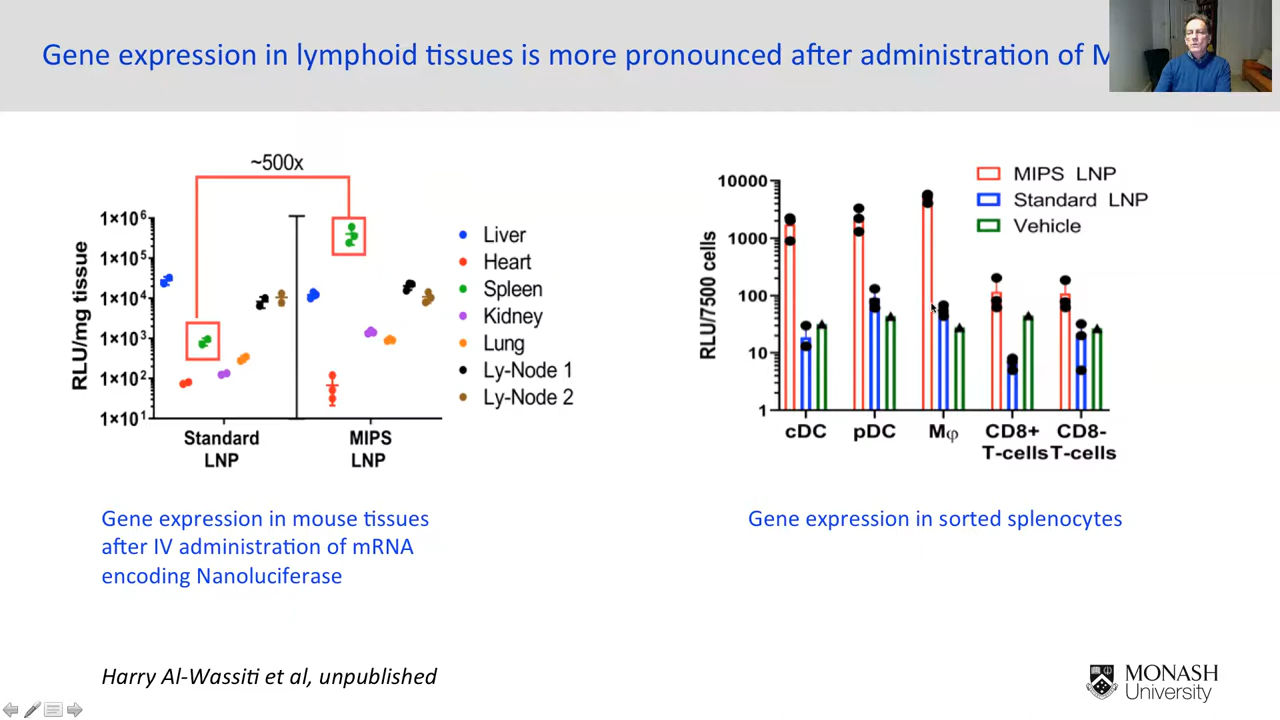 Gene expression in lymphoid tissues is more pronounced after administration of M
~500x
RLU/mg tissue
1×10⁶
1×10⁵
1×10⁴
1×10³
1×10²
1×10¹
Standard
LNP
MIPS
LNP
Liver
Heart
Spleen
Kidney
Lung
Ly-Node 1
Ly-Node 2
RLU/7500 cells
10000
1000
100
10
1
MIPS LNP
Standard LNP
Vehicle
cDC
pDC
Mφ
CD8+
T-cells
CD8-
T-cells
Gene expression in mouse tissues
after IV administration of mRNA
encoding Nanoluciferase
Gene expression in sorted splenocytes
Harry Al-Wassiti et al, unpublished
MONASH
University